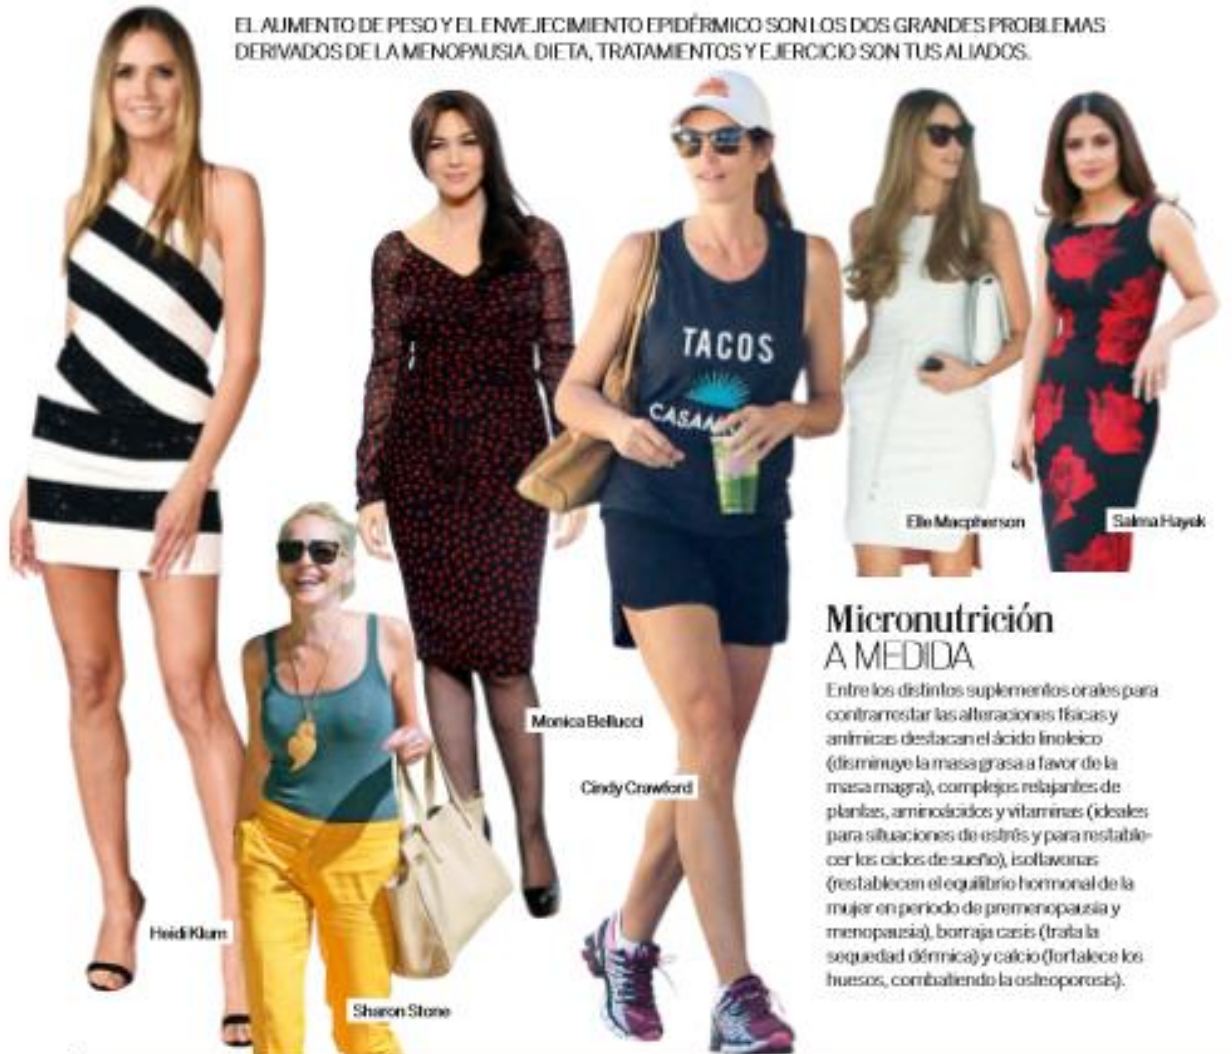 EL AUMENTO DE PESO Y EL ENVEJECIMIENTO EPIDÉRMICO SON LOS DOS GRANDES PROBLEMAS
DERIVADOS DE LA MENOPAUSIA. DIETA, TRATAMIENTOS Y EJERCICIO SON TUS ALIADOS.
TACOS
Elle Macpherson
Salma Hayek
Monica Bellucci
Cindy Crawford
Heidi Klum
Sharon Stone
Micronutrición
A MEDIDA
Entre los distintos suplementos orales para
contrarrestar las alteraciones físicas y
anímicas destacan el ácido linoleico
(disminuye la masa grasa a favor de la
masa magra), complejos relajantes de
plantas, aminoácidos y vitaminas (ideales
para situaciones de estrés y para restable-
cer los ciclos de sueño), isoflavonas
(restablecen el equilibrio hormonal de la
mujer en periodo de premenopausia y
menopausia), borraja casis (trata la
sequedad dérmica) y calcio (fortalece los
huesos, combatiendo la osteoporosis).